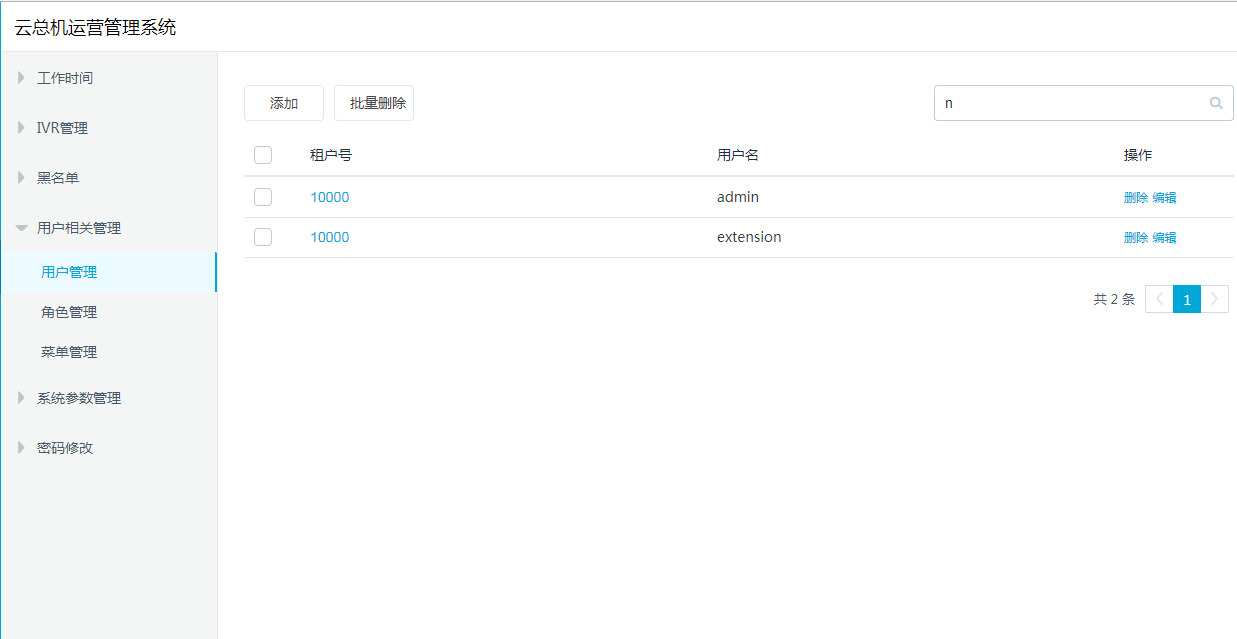 云总机运营管理系统
工作时间
IVR管理
黑名单
用户相关管理
用户管理
角色管理
菜单管理
系统参数管理
密码修改
添加 批量删除 n
租户号 用户名 操作
10000 admin 删除 编辑
10000 extension 删除 编辑
共 2 条 1